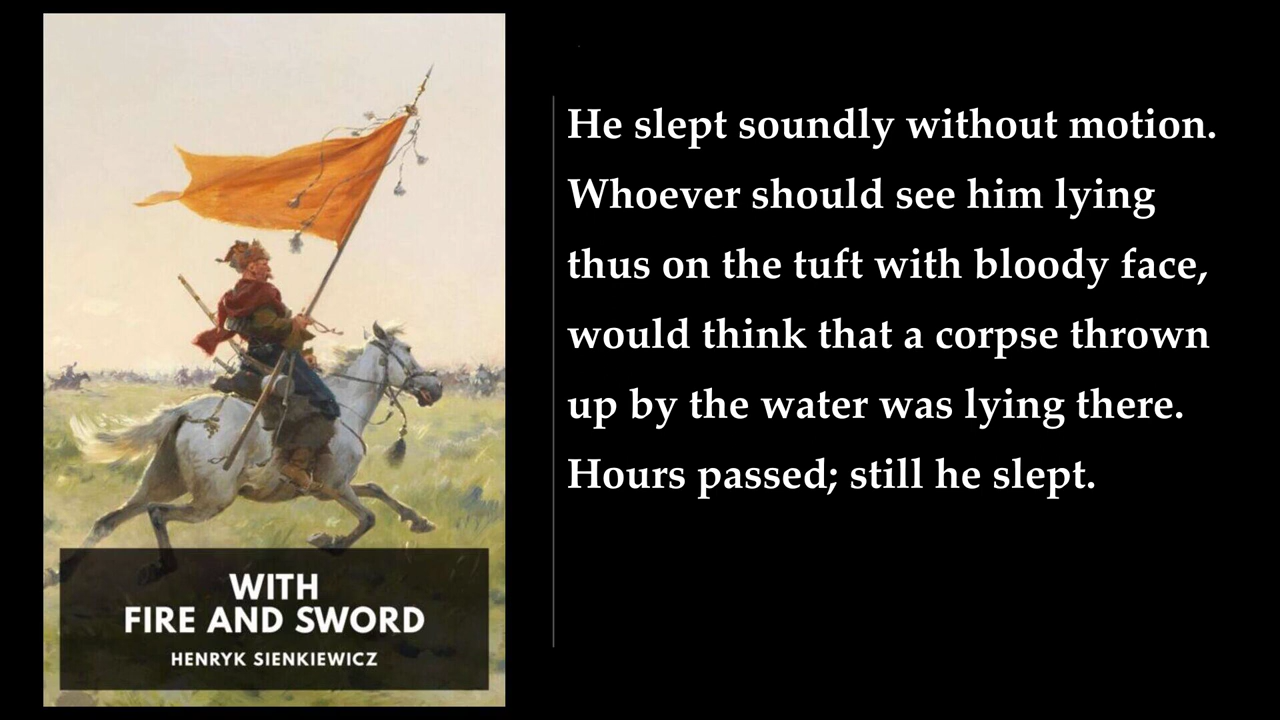 WITH
FIRE AND SWORD
HENRYK SIENKIEWICZ
He slept soundly without motion.
Whoever should see him lying
thus on the tuft with bloody face,
would think that a corpse thrown
up by the water was lying there.
Hours passed; still he slept.